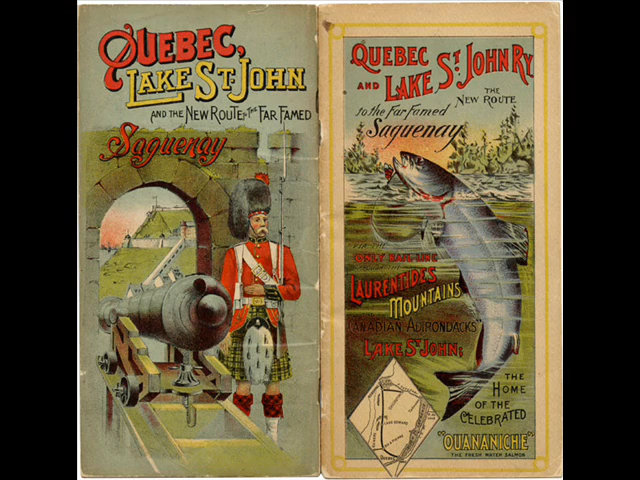 QUEBEC,
LAKE ST. JOHN
AND THE NEW ROUTE TO THE FAR FAMED
Saguenay
QUEBEC
AND LAKE ST. JOHN RY
THE
NEW ROUTE
to the Far Famed
Saguenay
ONLY RAIL LINE
LAURENTIDES
MOUNTAINS
"CANADIAN ADIRONDACKS"
LAKE ST JOHN;
THE
HOME
OF THE
CELEBRATED
"OUANANICHE"
THE FRESH WATER SALMON